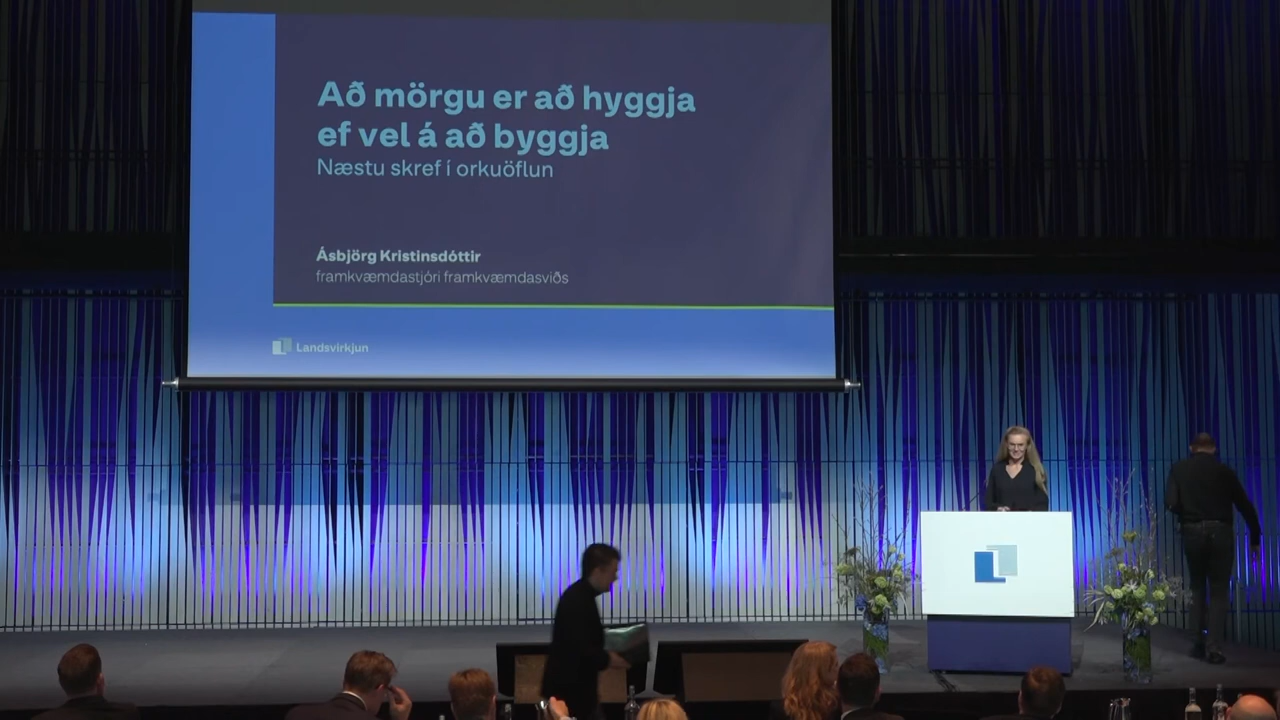 Að mörgu er að hyggja
ef vel á að byggja
Næstu skref í orkuöflun
Ásbjörg Kristinsdóttir
framkvæmdastjóri framkvæmdasviðs
Landsvirkjun